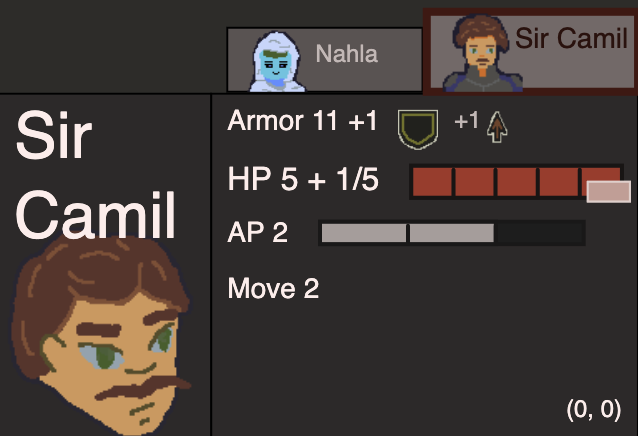 Nahla
Sir Camil
Sir
Camil
Armor 11 +1
+1
HP 5 + 1/5
AP 2
Move 2
(0, 0)